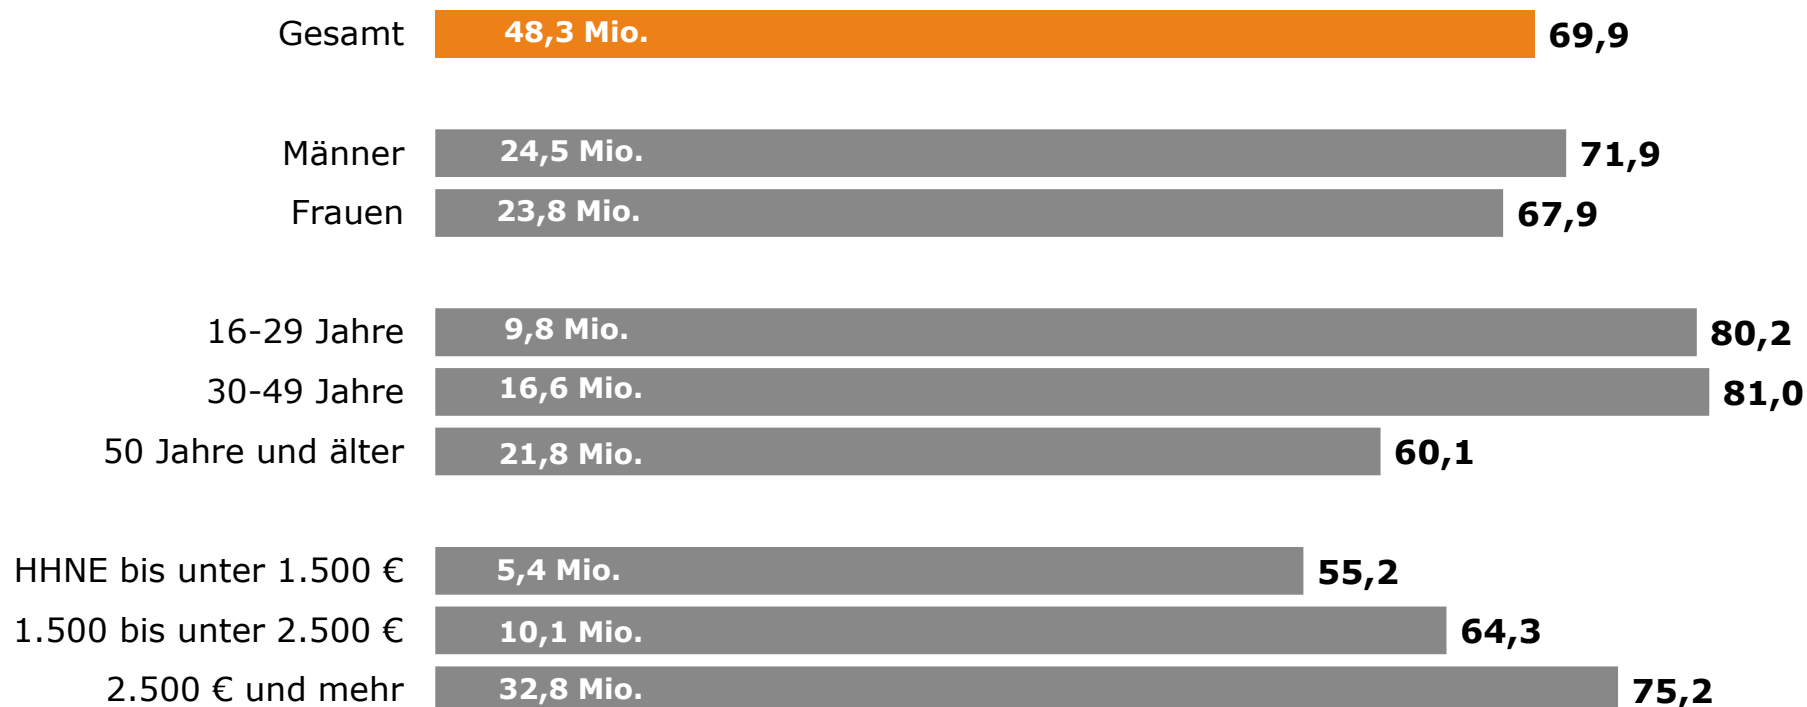 Gesamt 48,3 Mio. 69,9
Männer 24,5 Mio. 71,9
Frauen 23,8 Mio. 67,9
16-29 Jahre 9,8 Mio. 80,2
30-49 Jahre 16,6 Mio. 81,0
50 Jahre und älter 21,8 Mio. 60,1
HHNE bis unter 1.500 € 5,4 Mio. 55,2
1.500 bis unter 2.500 € 10,1 Mio. 64,3
2.500 € und mehr 32,8 Mio. 75,2